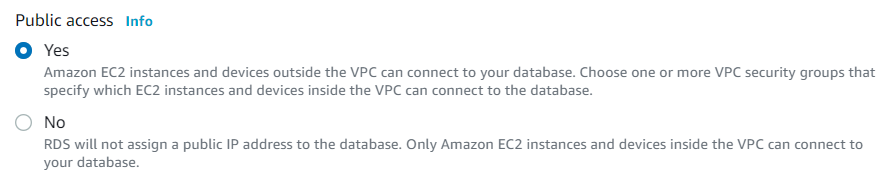 Public access Info
Yes
Amazon EC2 instances and devices outside the VPC can connect to your database. Choose one or more VPC security groups that
specify which EC2 instances and devices inside the VPC can connect to the database.
No
RDS will not assign a public IP address to the database. Only Amazon EC2 instances and devices inside the VPC can connect to
your database.